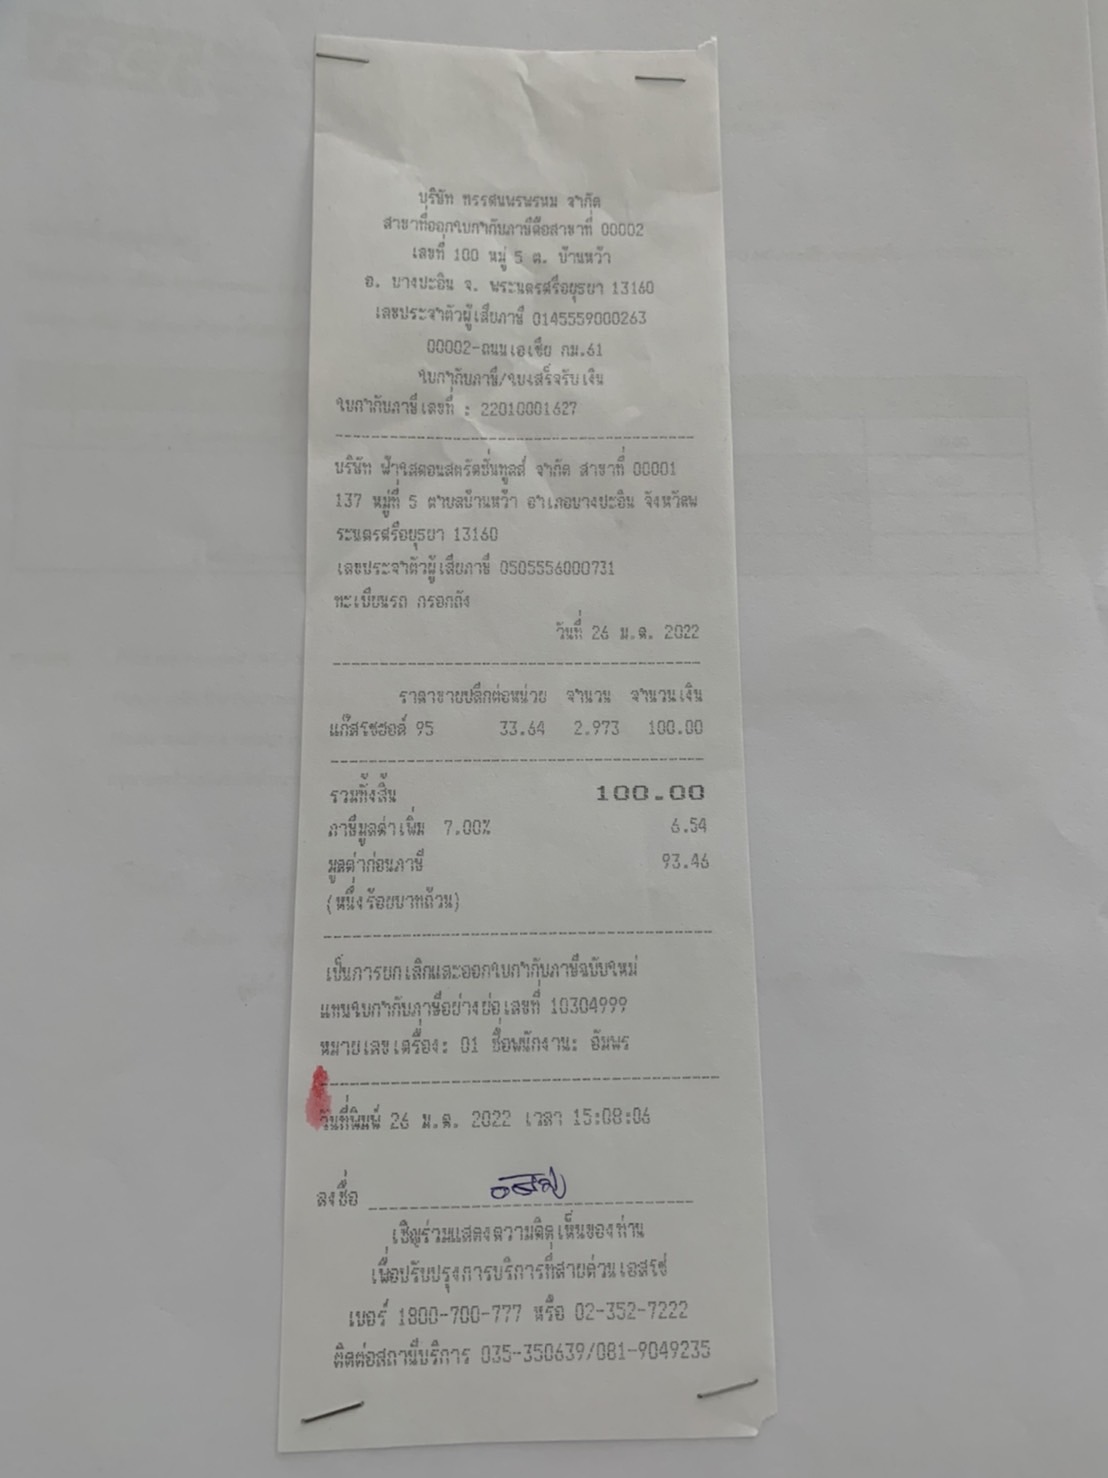 บริษัท ทรรศนพรพรหม จำกัด
สาขาที่ออกใบกำกับภาษีคือสาขาที่ 00002
เลขที่ 100 หมู่ 5 ต. บ้านหว้า
อ. บางปะอิน จ. พระนครศรีอยุธยา 13160
เลขประจำตัวผู้เสียภาษี 0145559000263
00002-ถนนเอเซีย กม.61
ใบกำกับภาษี/ใบเสร็จรับเงิน
ใบกำกับภาษีเลขที่ : 22010001627
บริษัท ฟ้าใสคอนสตรัคชั่นทูลส์ จำกัด สาขาที่ 00001
137 หมู่ที่ 5 ตำบลบ้านหว้า อำเภอบางปะอิน จังหวัดพ
ระนครศรีอยุธยา 13160
เลขประจำตัวผู้เสียภาษี 0505556000731
ทะเบียนรถ กรอกถัง
วันที่ 26 ม.ค. 2022
ราคาขายปลีกต่อหน่วย จำนวน จำนวนเงิน
แก๊สโซฮอล์ 95 33.64 2.973 100.00
รวมทั้งสิ้น 100.00
ภาษีมูลค่าเพิ่ม 7.00% 6.54
มูลค่าก่อนภาษี 93.46
(หนึ่งร้อยบาทถ้วน)
เป็นการยกเลิกและออกใบกำกับภาษีฉบับใหม่
แทนใบกำกับภาษีอย่างย่อเลขที่ 10304999
หมายเลขเครื่อง: 01 ชื่อพนักงาน: อัมพร
วันที่พิมพ์ 26 ม.ค. 2022 เวลา 15:08:06
ลงชื่อ
เชิญร่วมแสดงความคิดเห็นของท่าน
เพื่อปรับปรุงการบริการที่สายด่วนเอสโซ่
เบอร์ 1800-700-777 หรือ 02-352-7222
ติดต่อสถานีบริการ 035-350639/081-9049235